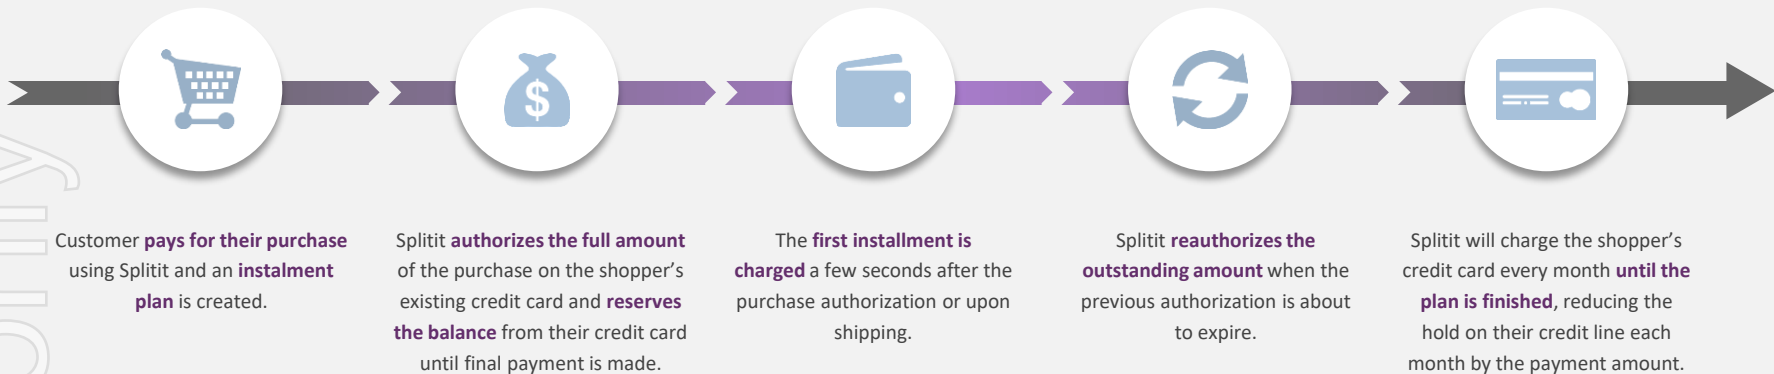 Customer pays for their purchase
using Splitit and an instalment
plan is created.
Splitit authorizes the full amount
of the purchase on the shopper's
existing credit card and reserves
the balance from their credit card
until final payment is made.
The first installment is
charged a few seconds after the
purchase authorization or upon
shipping.
Splitit reauthorizes the
outstanding amount when the
previous authorization is about
to expire.
Splitit will charge the shopper's
credit card every month until the
plan is finished, reducing the
hold on their credit line each
month by the payment amount.
$